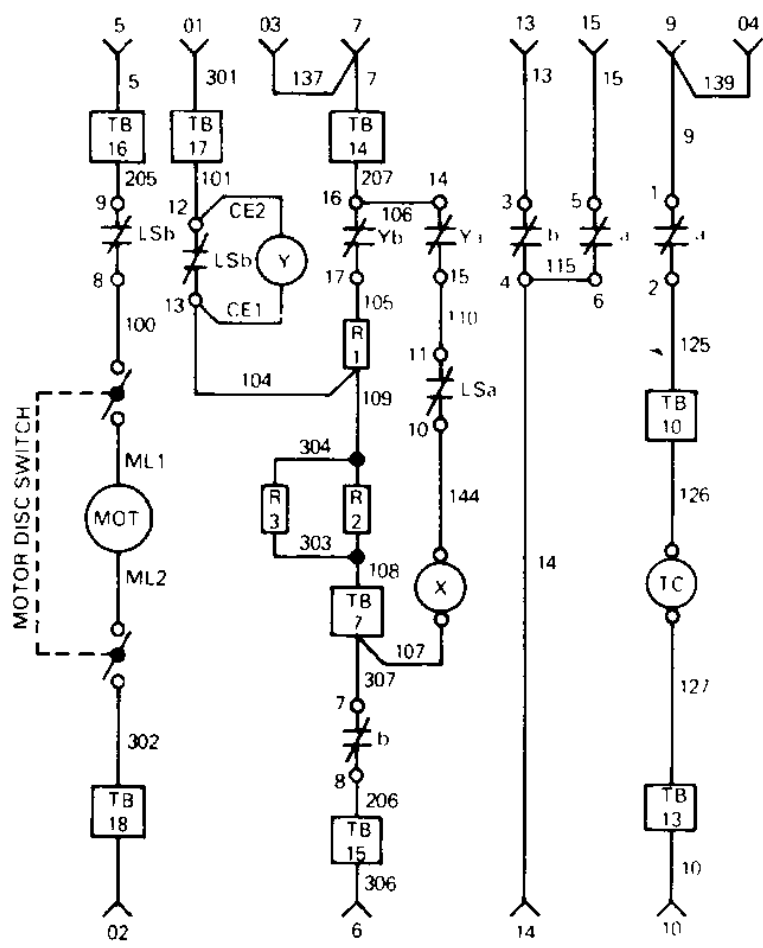 5 01 03 7 13 15 9 04
5 301 137 7 13 15 139
9
TB 16
TB 17
TB 14
205 101 207
9 12 CE2 16 106 14 3 5 1
LSb LSb Y Yb b a a
8 13 CE1 17 15 4 115 6 2
100 105 110 125
R 1
11
104 109 LSa
10
TB 10
304
ML1 R 3 R 2 144 126
MOT
303
108 14
ML2 TB 7 X TC
MOTOR DISC SWITCH
107
307 127
7
b
302 8
206
TB 18
TB 15
TB 13
306 10
02 6 14 10